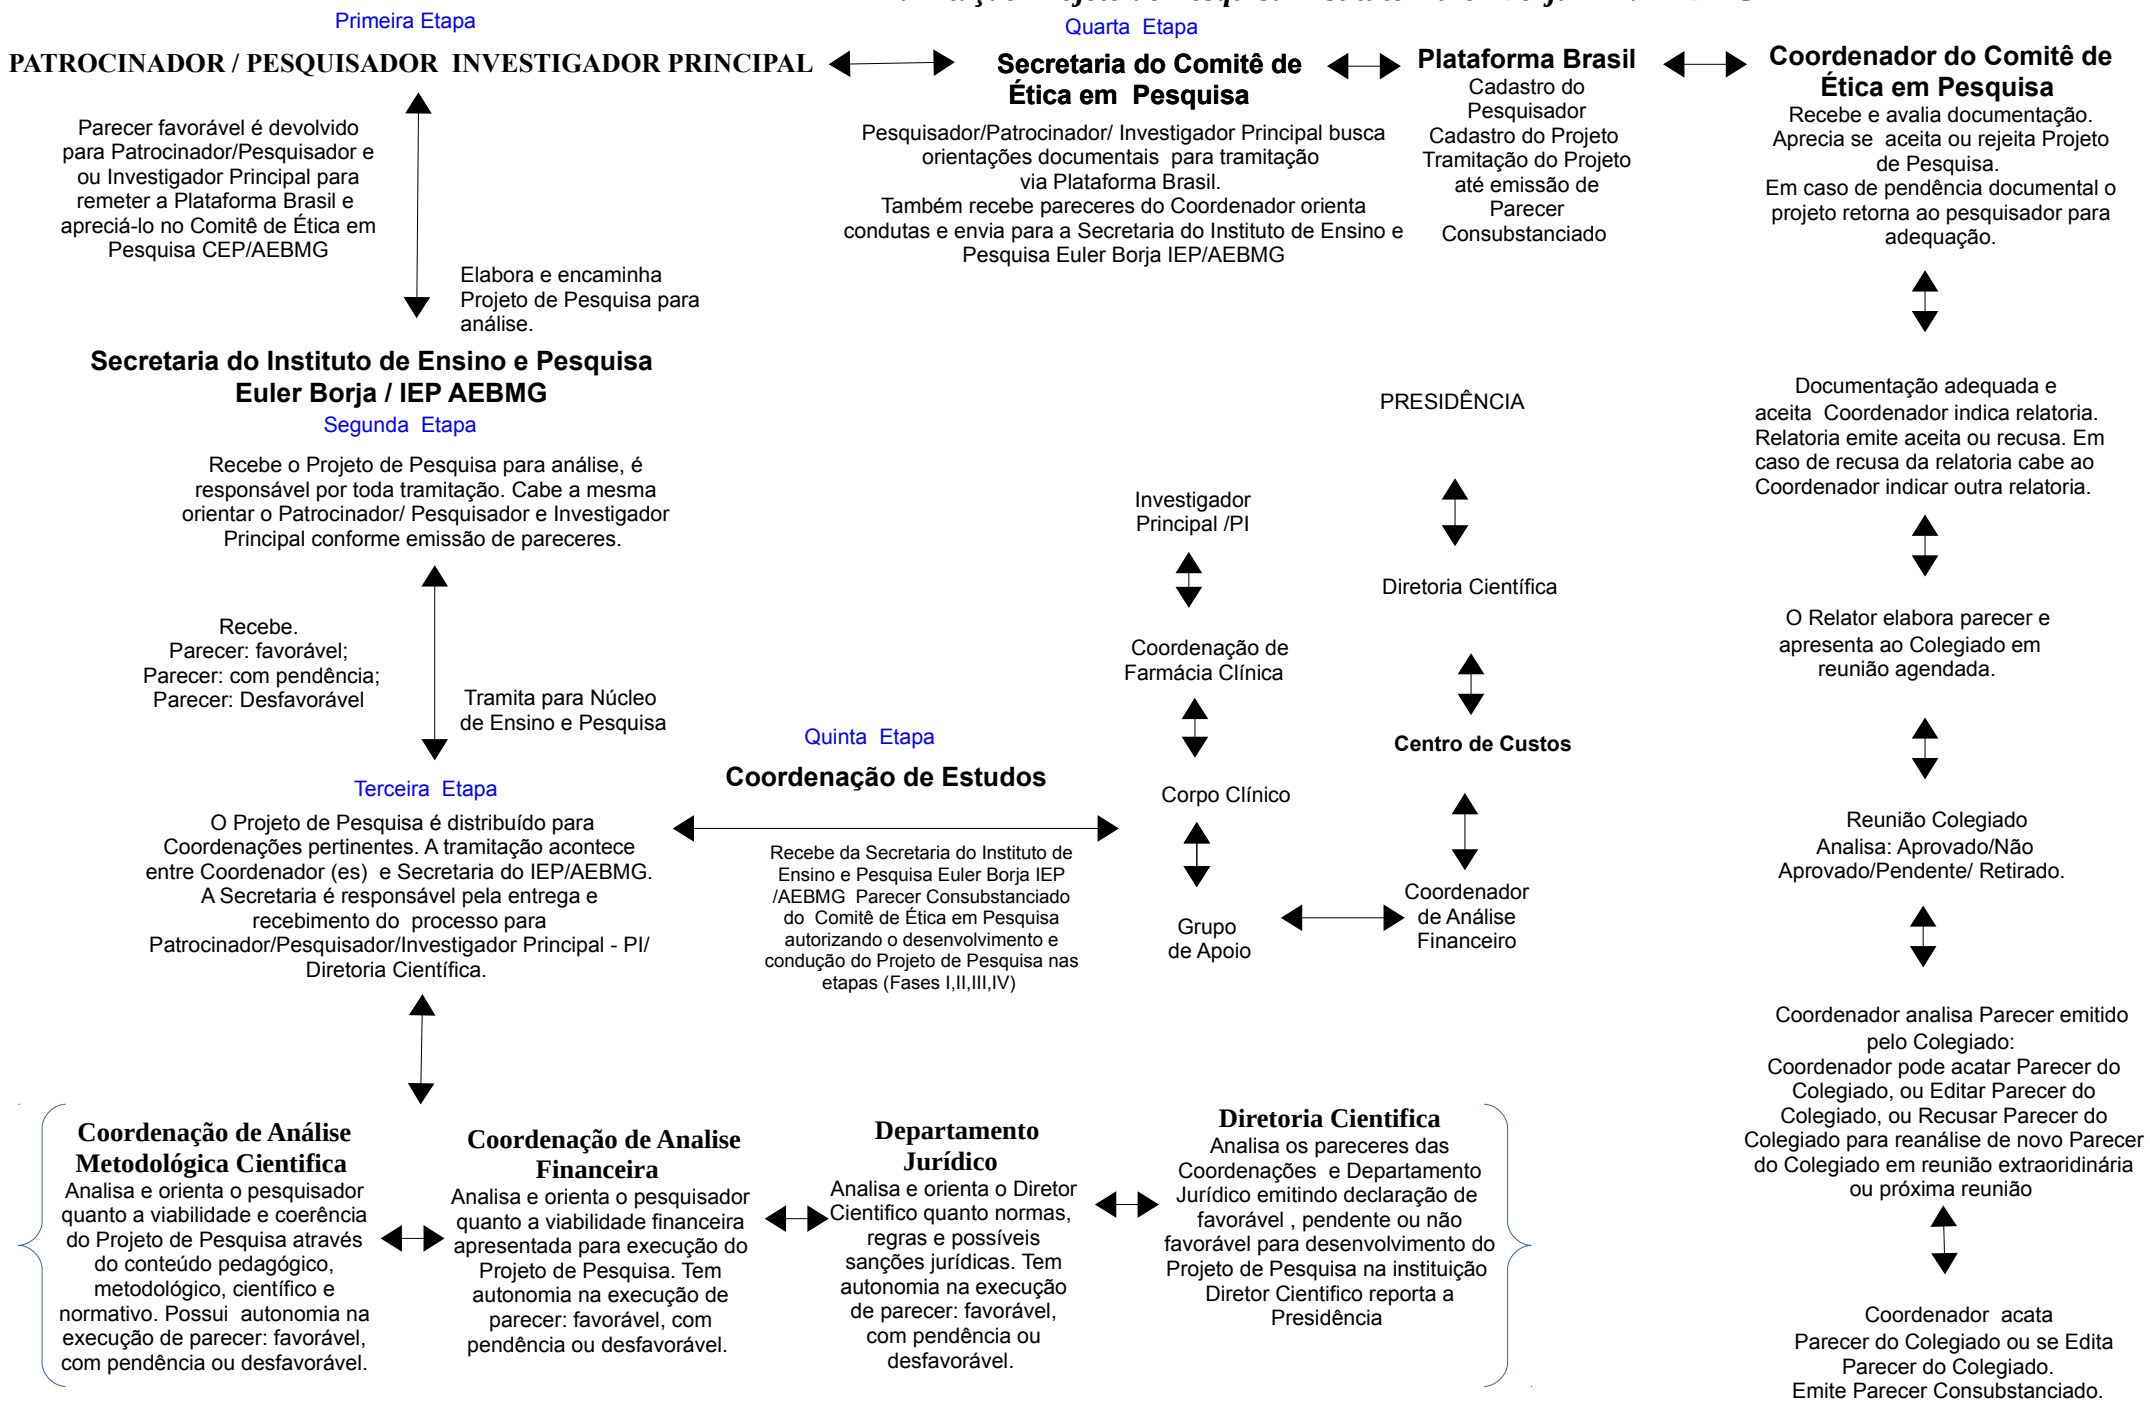 Primeira Etapa
PATROCINADOR / PESQUISADOR INVESTIGADOR PRINCIPAL
Parecer favorável é devolvido
para Patrocinador/Pesquisador e
ou Investigador Principal para
remeter a Plataforma Brasil e
apreciá-lo no Comitê de Ética em
Pesquisa CEP/AEBMG
Elabora e encaminha
Projeto de Pesquisa para
análise.
Secretaria do Instituto de Ensino e Pesquisa
Euler Borja / IEP AEBMG
Segunda Etapa
Recebe o Projeto de Pesquisa para análise, é
responsável por toda tramitação. Cabe a mesma
orientar o Patrocinador/ Pesquisador e Investigador
Principal conforme emissão de pareceres.
Recebe.
Parecer: favorável;
Parecer: com pendência;
Parecer: Desfavorável
Tramita para Núcleo
de Ensino e Pesquisa
Terceira Etapa
O Projeto de Pesquisa é distribuído para
Coordenações pertinentes. A tramitação acontece
entre Coordenador (es) e Secretaria do IEP/AEBMG.
A Secretaria é responsável pela entrega e
recebimento do processo para
Patrocinador/Pesquisador/Investigador Principal - PI/
Diretoria Científica.
Coordenação de Análise
Metodológica Cientifica
Analisa e orienta o pesquisador
quanto a viabilidade e coerência
do Projeto de Pesquisa através
do conteúdo pedagógico,
metodológico, científico e
normativo. Possui autonomia na
execução de parecer: favorável,
com pendência ou desfavorável.
Coordenação de Analise
Financeira
Analisa e orienta o pesquisador
quanto a viabilidade financeira
apresentada para execução do
Projeto de Pesquisa. Tem
autonomia na execução de
parecer: favorável, com
pendência ou desfavorável.
Departamento
Jurídico
Analisa e orienta o Diretor
Cientifico quanto normas,
regras e possíveis
sanções jurídicas. Tem
autonomia na execução
de parecer: favorável,
com pendência ou
desfavorável.
Diretoria Cientifica
Analisa os pareceres das
Coordenações e Departamento
Jurídico emitindo declaração de
favorável , pendente ou não
favorável para desenvolvimento do
Projeto de Pesquisa na instituição
Diretor Cientifico reporta a
Presidência
Quarta Etapa
Secretaria do Comitê de
Ética em Pesquisa
Pesquisador/Patrocinador/ Investigador Principal busca
orientações documentais para tramitação
via Plataforma Brasil.
Também recebe pareceres do Coordenador orienta
condutas e envia para a Secretaria do Instituto de Ensino e
Pesquisa Euler Borja IEP/AEBMG
Plataforma Brasil
Cadastro do
Pesquisador
Cadastro do Projeto
Tramitação do Projeto
até emissão de
Parecer
Consubstanciado
Coordenador do Comitê de
Ética em Pesquisa
Recebe e avalia documentação.
Aprecia se aceita ou rejeita Projeto
de Pesquisa.
Em caso de pendência documental o
projeto retorna ao pesquisador para
adequação.
Documentação adequada e
aceita Coordenador indica relatoria.
Relatoria emite aceita ou recusa. Em
caso de recusa da relatoria cabe ao
Coordenador indicar outra relatoria.
O Relator elabora parecer e
apresenta ao Colegiado em
reunião agendada.
Reunião Colegiado
Analisa: Aprovado/Não
Aprovado/Pendente/ Retirado.
Coordenador analisa Parecer emitido
pelo Colegiado:
Coordenador pode acatar Parecer do
Colegiado, ou Editar Parecer do
Colegiado, ou Recusar Parecer do
Colegiado para reanálise de novo Parecer
do Colegiado em reunião extraoridinária
ou próxima reunião
Coordenador acata
Parecer do Colegiado ou se Edita
Parecer do Colegiado.
Emite Parecer Consubstanciado.
Quinta Etapa
Coordenação de Estudos
Recebe da Secretaria do Instituto de
Ensino e Pesquisa Euler Borja IEP
/AEBMG Parecer Consubstanciado
do Comitê de Ética em Pesquisa
autorizando o desenvolvimento e
condução do Projeto de Pesquisa nas
etapas (Fases I,II,III,IV)
Investigador
Principal /PI
Coordenação de
Farmácia Clínica
Corpo Clínico
Grupo
de Apoio
PRESIDÊNCIA
Diretoria Científica
Centro de Custos
Coordenador
de Análise
Financeiro